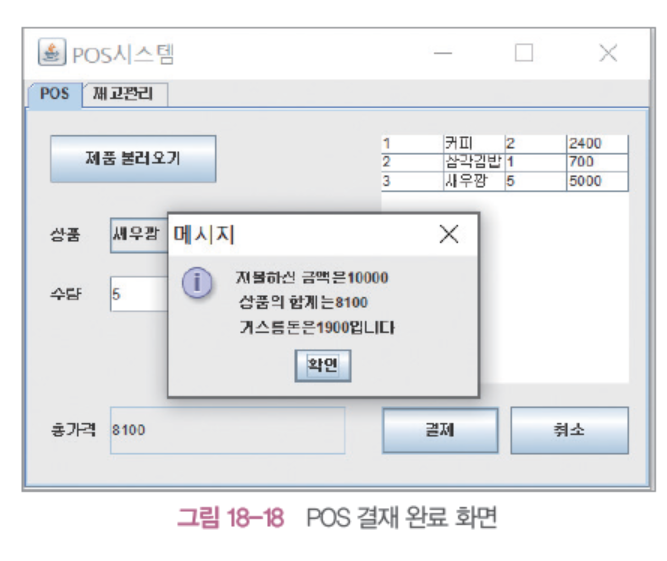 POS시스템
POS 재고관리
제품 불러오기
1 커피 2 2400
2 삼각김밥 1 700
3 새우깡 5 5000
상품 새우깡
메시지
지불하신 금액은10000
상품의 합계는8100
거스름돈은1900입니다
확인
수량 5
총가격 8100
결제 취소
그림 18-18 POS 결재 완료 화면